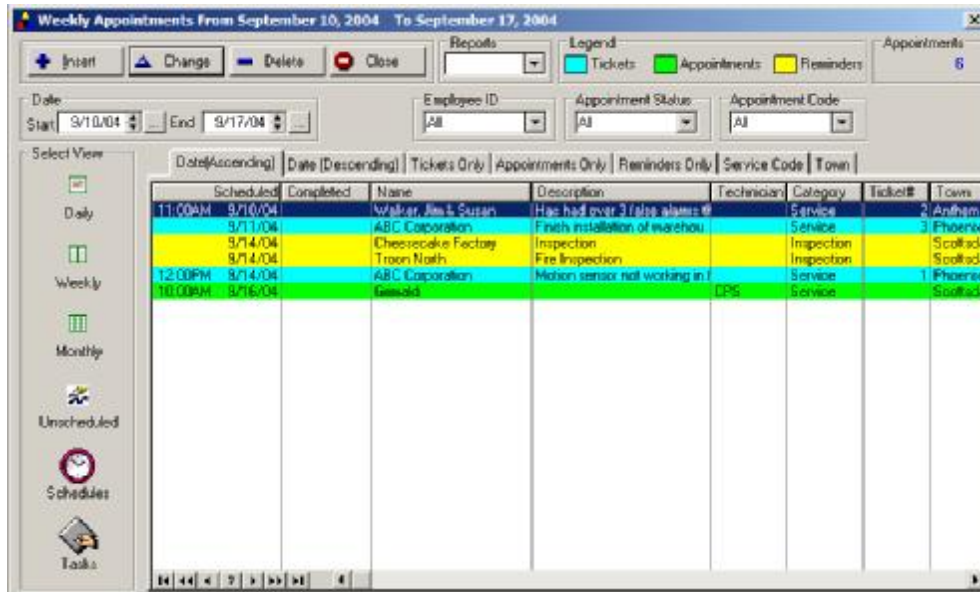 Weekly Appointments From September 10, 2004 To September 17, 2004
Reports Legend Appointments
Insert Change Delete Close Tickets Appointments Reminders 6
Date Employee ID Appointment Status Appointment Code
Start 9/10/04 ... End 9/17/04 ... All All All
Select View
Date(Ascending) Date (Descending) Tickets Only Appointments Only Reminders Only Service Code Town
Scheduled Completed Name Description Technician Category Ticket# Town
11:00AM 9/10/04 Walker, Jim & Susan Has had over 3 false alarms Service 2 Anthem
9/11/04 ABC Corporation Finish installation of warehou Service 3 Phoenix
9/14/04 Cheesecake Factory Inspection Inspection Scottsd
9/14/04 Troon North Fire Inspection Inspection Scottsd
12:00PM 9/14/04 ABC Corporation Motion sensor not working in Service 1 Phoenix
10:00AM 9/16/04 Service Scottsd
Daily
Weekly
Monthly
Unscheduled
Schedules
Tasks